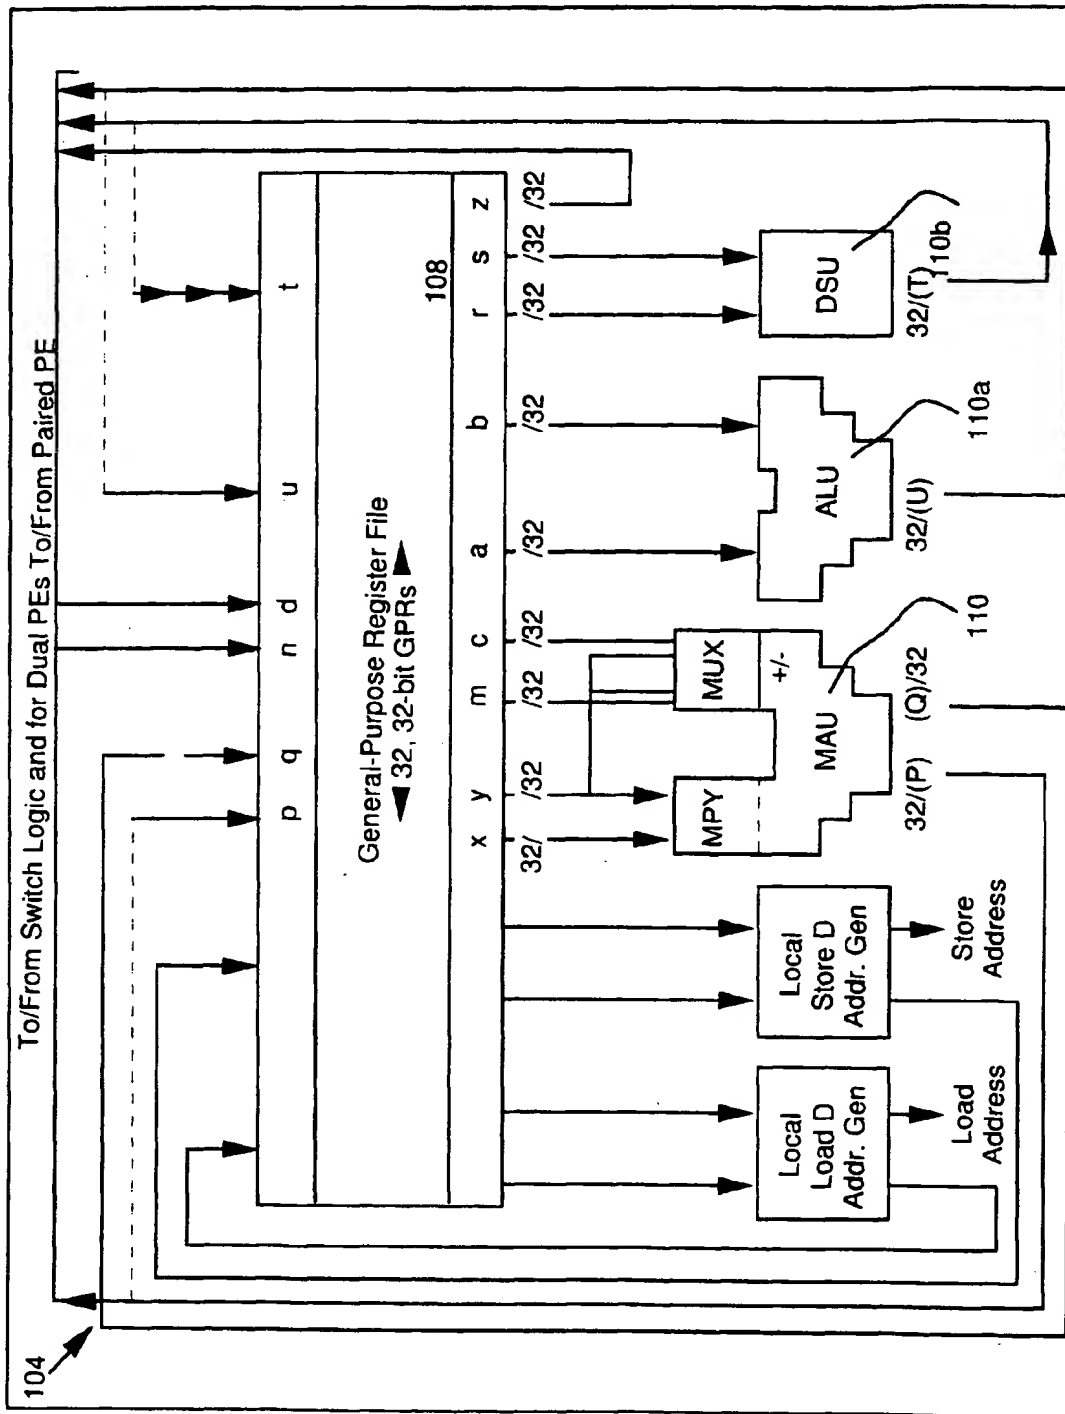 104
To/From Switch Logic and for Dual PEs To/From Paired PE
p q n d u t
General-Purpose Register File
32, 32-bit GPRs
108
x y m c a b r s z
32/ /32 /32 /32 /32 /32 /32 /32 /32
Local
Load D
Addr. Gen
Local
Store D
Addr. Gen
MPY
MUX
+/-
MAU
ALU
DSU
Load
Address
Store
Address
32/(P)
(Q)/32
110
32/(U)
110a
32/(T)
110b